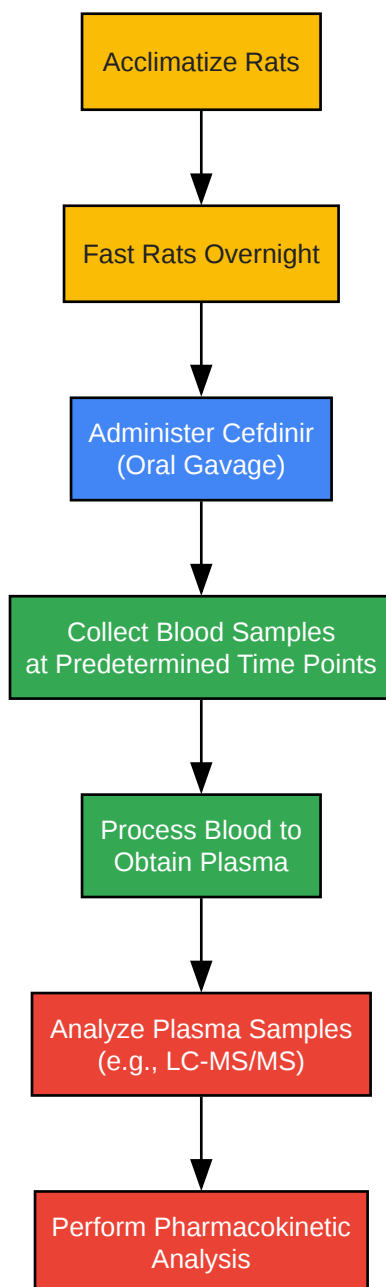 Acclimatize Rats
Fast Rats Overnight
Administer Cefdinir
(Oral Gavage)
Collect Blood Samples
at Predetermined Time Points
Process Blood to
Obtain Plasma
Analyze Plasma Samples
(e.g., LC-MS/MS)
Perform Pharmacokinetic
Analysis